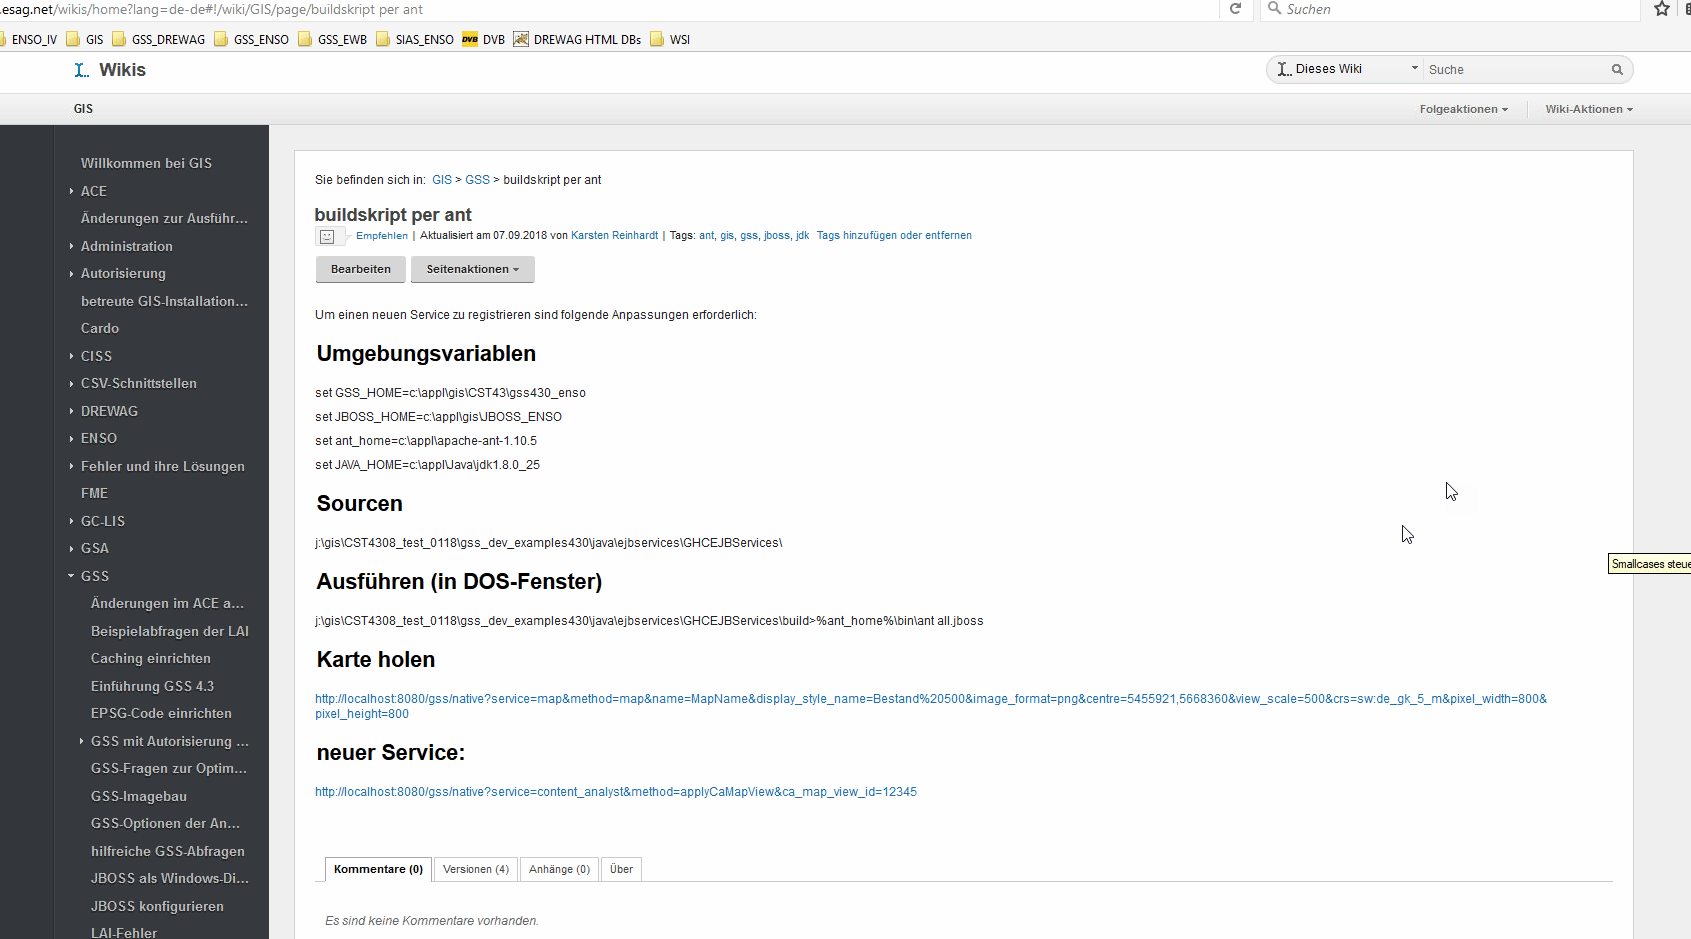 .esag.net/wikis/home?lang=de-de#!/wiki/GIS/page/buildskript per ant
Suchen
ENSO_IV GIS GSS_DREWAG GSS_ENSO GSS_EWB SIAS_ENSO DVB DVB DREWAG HTML DBs WSI
Wikis
Dieses Wiki Suche
GIS
Folgeaktionen Wiki-Aktionen
Willkommen bei GIS
ACE
Änderungen zur Ausführ...
Administration
Autorisierung
betreute GIS-Installation...
Cardo
CISS
CSV-Schnittstellen
DREWAG
ENSO
Fehler und ihre Lösungen
FME
GC-LIS
GSA
GSS
Änderungen im ACE a...
Beispielabfragen der LAI
Caching einrichten
Einführung GSS 4.3
EPSG-Code einrichten
GSS mit Autorisierung ...
GSS-Fragen zur Optim...
GSS-Imagebau
GSS-Optionen der An...
hilfreiche GSS-Abfragen
JBOSS als Windows-Di...
JBOSS konfigurieren
LAI-Fehler
Sie befinden sich in: GIS > GSS > buildskript per ant
buildskript per ant
Empfehlen | Aktualisiert am 07.09.2018 von Karsten Reinhardt | Tags: ant, gis, gss, jboss, jdk Tags hinzufügen oder entfernen
Bearbeiten Seitenaktionen
Um einen neuen Service zu registrieren sind folgende Anpassungen erforderlich:
Umgebungsvariablen
set GSS_HOME=c:\appl\gis\CST43\gss430_enso
set JBOSS_HOME=c:\appl\gis\JBOSS_ENSO
set ant_home=c:\appl\apache-ant-1.10.5
set JAVA_HOME=c:\appl\Java\jdk1.8.0_25
Sourcen
j:\gis\CST4308_test_0118\gss_dev_examples430\java\ejbservices\GHCEJBServices\
Ausführen (in DOS-Fenster)
j:\gis\CST4308_test_0118\gss_dev_examples430\java\ejbservices\GHCEJBServices\build>%ant_home%\bin\ant all.jboss
Karte holen
http://localhost:8080/gss/native?service=map&method=map&name=MapName&display_style_name=Bestand%20500&image_format=png&centre=5455921,5668360&view_scale=500&crs=sw:de_gk_5_m&pixel_width=800&
pixel_height=800
neuer Service:
http://localhost:8080/gss/native?service=content_analyst&method=applyCaMapView&ca_map_view_id=12345
Kommentare (0) Versionen (4) Anhänge (0) Über
Es sind keine Kommentare vorhanden.
Smallcases steue